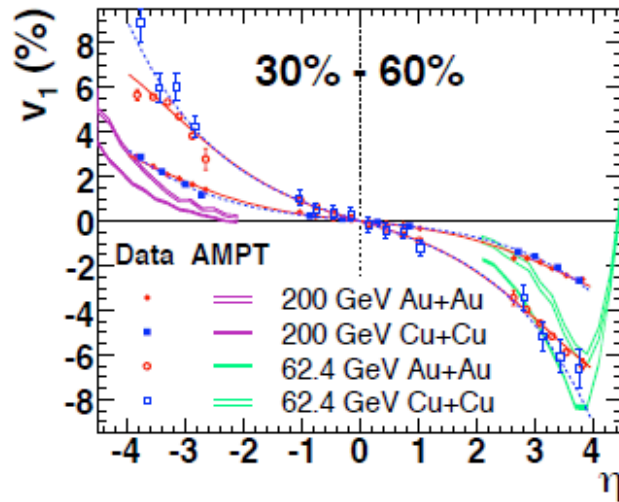 v1 (%)
8
6
4
2
0
-2
-4
-6
-8
30% - 60%
Data AMPT
200 GeV Au+Au
200 GeV Cu+Cu
62.4 GeV Au+Au
62.4 GeV Cu+Cu
-4 -3 -2 -1 0 1 2 3 4
η